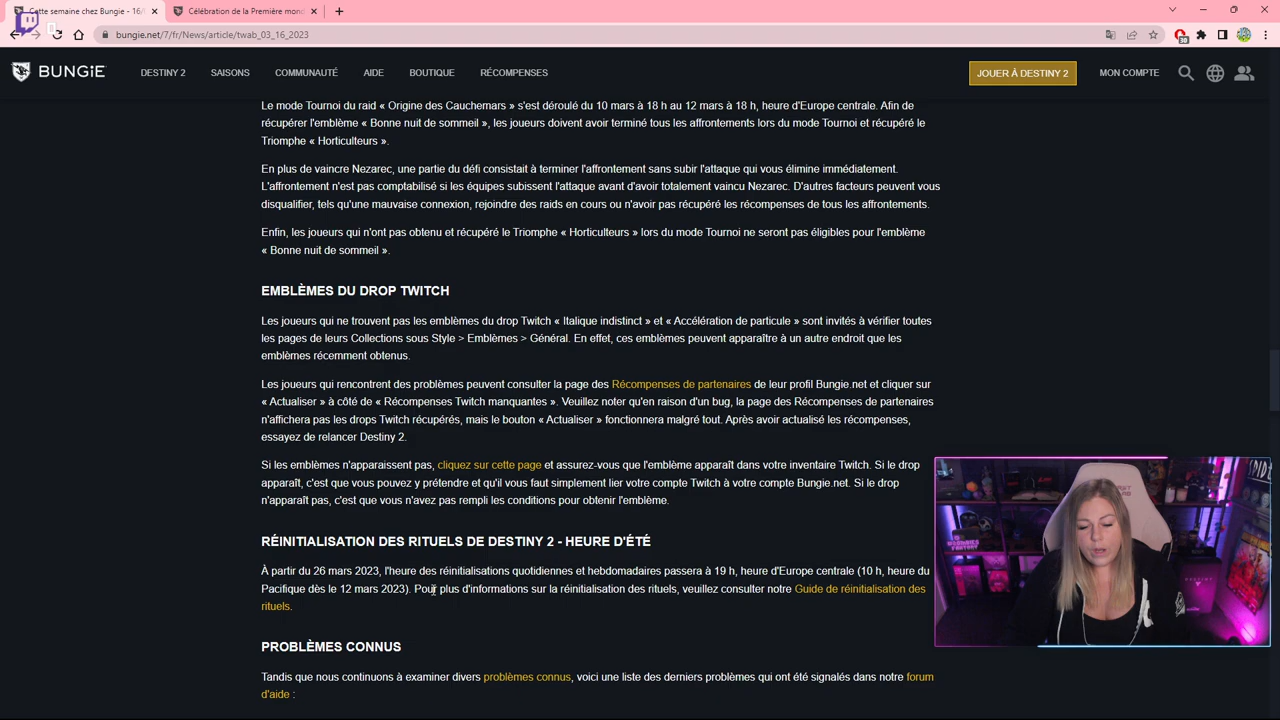 Cette semaine chez Bungie - 16/
Célébration de la Première mond
bungie.net/7/fr/News/article/twab_03_16_2023
BUNGIE
DESTINY 2
SAISONS
COMMUNAUTÉ
AIDE
BOUTIQUE
RÉCOMPENSES
JOUER À DESTINY 2
MON COMPTE
Le mode Tournoi du raid « Origine des Cauchemars » s'est déroulé du 10 mars à 18 h au 12 mars à 18 h, heure d'Europe centrale. Afin de
récupérer l'emblème « Bonne nuit de sommeil », les joueurs doivent avoir terminé tous les affrontements lors du mode Tournoi et récupéré le
Triomphe « Horticulteurs ».
En plus de vaincre Nezarec, une partie du défi consistait à terminer l'affrontement sans subir l'attaque qui vous élimine immédiatement.
L'affrontement n'est pas comptabilisé si les équipes subissent l'attaque avant d'avoir totalement vaincu Nezarec. D'autres facteurs peuvent vous
disqualifier, tels qu'une mauvaise connexion, rejoindre des raids en cours ou n'avoir pas récupéré les récompenses de tous les affrontements.
Enfin, les joueurs qui n'ont pas obtenu et récupéré le Triomphe « Horticulteurs » lors du mode Tournoi ne seront pas éligibles pour l'emblème
« Bonne nuit de sommeil ».
EMBLÈMES DU DROP TWITCH
Les joueurs qui ne trouvent pas les emblèmes du drop Twitch « Italique indistinct » et « Accélération de particule » sont invités à vérifier toutes
les pages de leurs Collections sous Style > Emblèmes > Général. En effet, ces emblèmes peuvent apparaître à un autre endroit que les
emblèmes récemment obtenus.
Les joueurs qui rencontrent des problèmes peuvent consulter la page des Récompenses de partenaires de leur profil Bungie.net et cliquer sur
« Actualiser » à côté de « Récompenses Twitch manquantes ». Veuillez noter qu'en raison d'un bug, la page des Récompenses de partenaires
n'affichera pas les drops Twitch récupérés, mais le bouton « Actualiser » fonctionnera malgré tout. Après avoir actualisé les récompenses,
essayez de relancer Destiny 2.
Si les emblèmes n'apparaissent pas, cliquez sur cette page et assurez-vous que l'emblème apparaît dans votre inventaire Twitch. Si le drop
apparaît, c'est que vous pouvez y prétendre et qu'il vous faut simplement lier votre compte Twitch à votre compte Bungie.net. Si le drop
n'apparaît pas, c'est que vous n'avez pas rempli les conditions pour obtenir l'emblème.
RÉINITIALISATION DES RITUELS DE DESTINY 2 - HEURE D'ÉTÉ
À partir du 26 mars 2023, l'heure des réinitialisations quotidiennes et hebdomadaires passera à 19 h, heure d'Europe centrale (10 h, heure du
Pacifique dès le 12 mars 2023). Pour plus d'informations sur la réinitialisation des rituels, veuillez consulter notre Guide de réinitialisation des
rituels.
PROBLÈMES CONNUS
Tandis que nous continuons à examiner divers problèmes connus, voici une liste des derniers problèmes qui ont été signalés dans notre forum
d'aide :